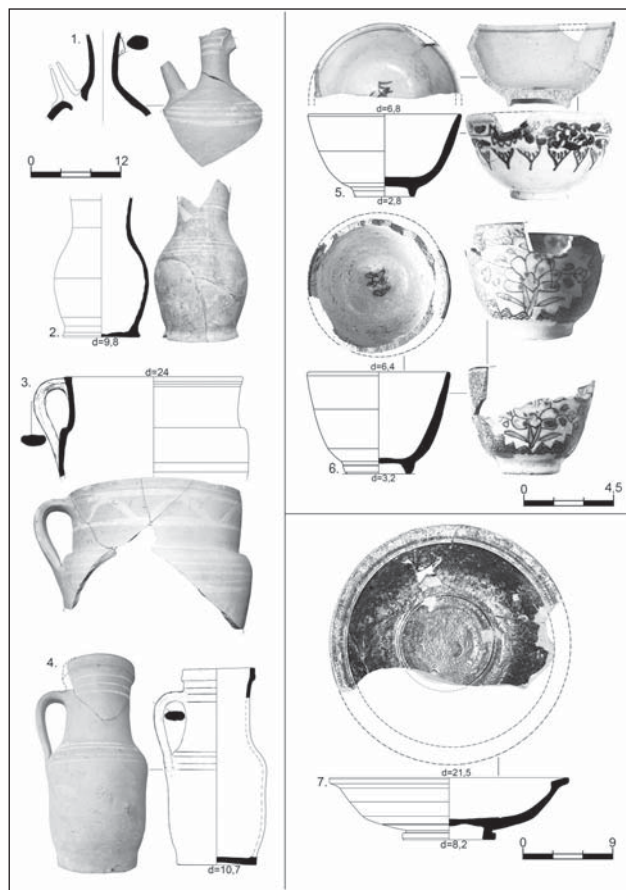 1.
0 12
2.
d=9,8
3.
d=24
4.
d=10,7
d=6,8
5.
d=2,8
d=6,4
6.
d=3,2
0 4,5
d=21,5
7.
d=8,2
0 9